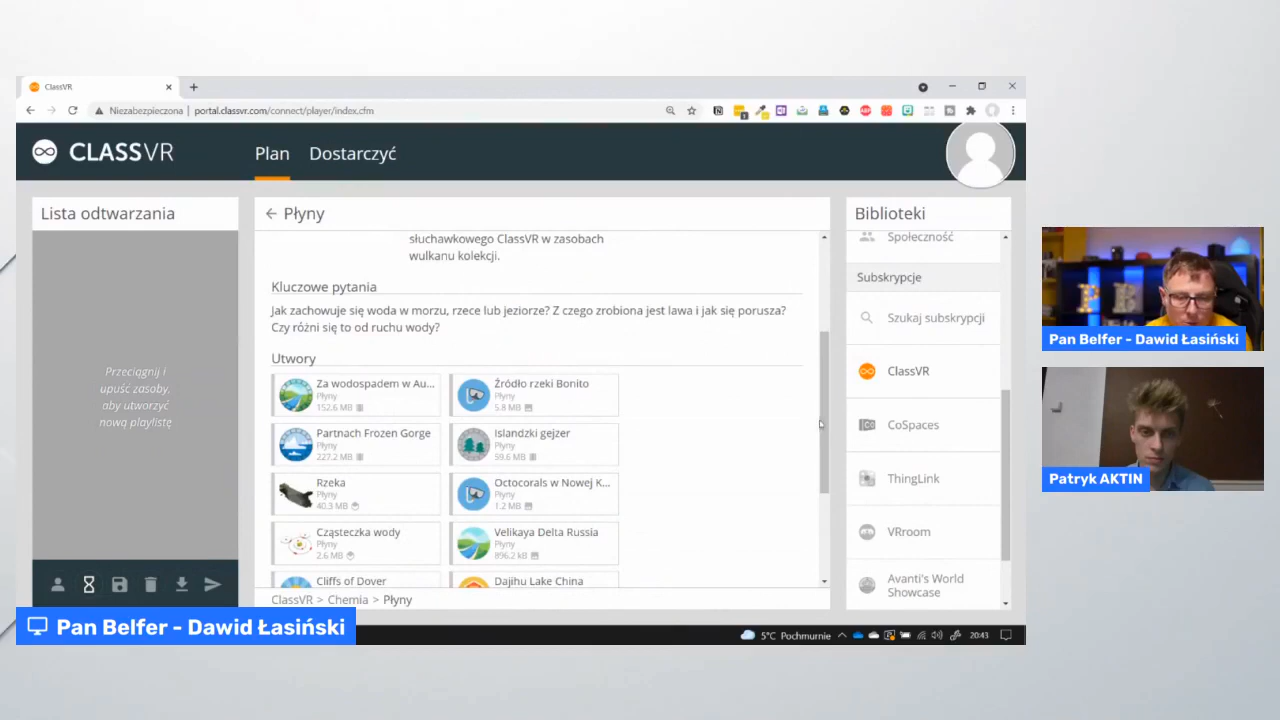 ClassVR
Niezabezpieczona
portal.classvr.com/connect/player/index.cfm
CLASSVR
Plan
Dostarczyć
Lista odtwarzania
Przeciągnij i
upuść zasoby,
aby utworzyć
nową playlistę
Płyny
słuchawkowego ClassVR w zasobach
wulkanu kolekcji.
Kluczowe pytania
Jak zachowuje się woda w morzu, rzece lub jeziorze? Z czego zrobiona jest lawa i jak się porusza?
Czy różni się to od ruchu wody?
Utwory
Za wodospadem w Au...
Płyny
152.6 MB
Źródło rzeki Bonito
Płyny
5.8 MB
Partnach Frozen Gorge
Płyny
227.2 MB
Islandzki gejzer
Płyny
59.6 MB
Rzeka
Płyny
40.3 MB
Octocorals w Nowej K...
Płyny
1.2 MB
Cząsteczka wody
Płyny
2.6 MB
Velikaya Delta Russia
Płyny
896.2 kB
Cliffs of Dover
Dajihu Lake China
ClassVR > Chemia > Płyny
Biblioteki
Społeczność
Subskrypcje
Szukaj subskrypcji
ClassVR
CoSpaces
ThingLink
VRroom
Avanti's World
Showcase
5°C Pochmurnie
20:43
Pan Belfer - Dawid Łasiński
P B
Pan Belfer - Dawid Łasiński
Patryk AKTIN